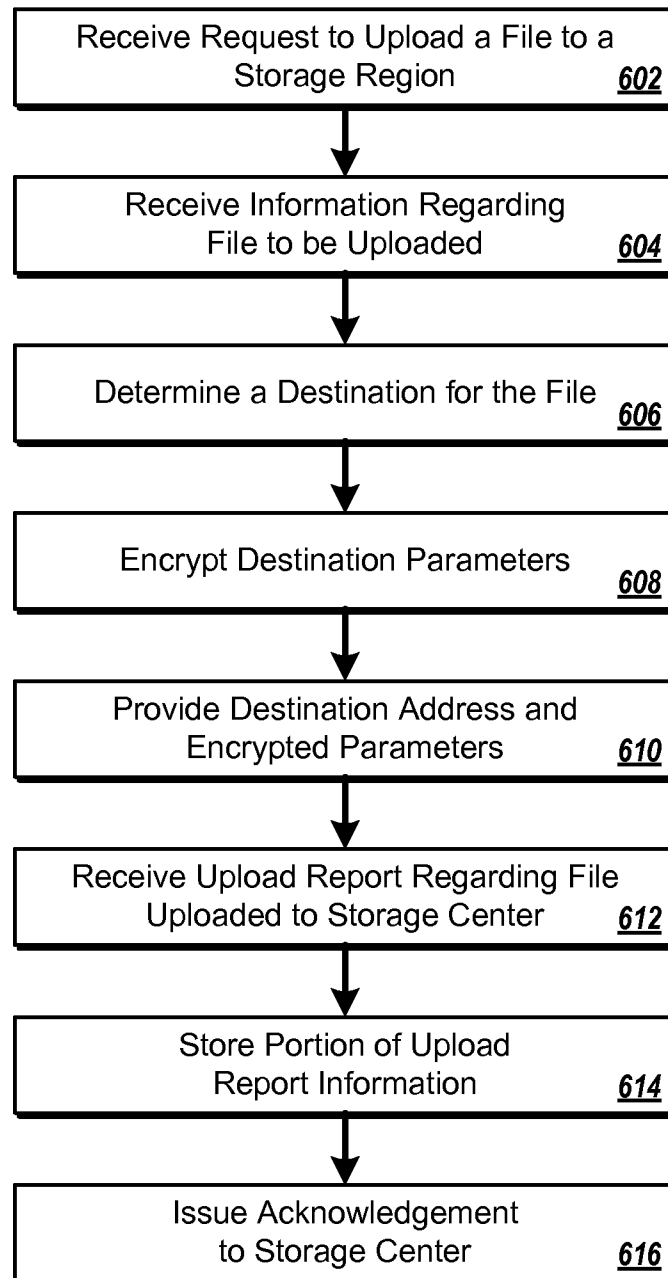 Receive Request to Upload a File to a
Storage Region
602
Receive Information Regarding
File to be Uploaded
604
Determine a Destination for the File
606
Encrypt Destination Parameters
608
Provide Destination Address and
Encrypted Parameters
610
Receive Upload Report Regarding File
Uploaded to Storage Center
612
Store Portion of Upload
Report Information
614
Issue Acknowledgement
to Storage Center
616